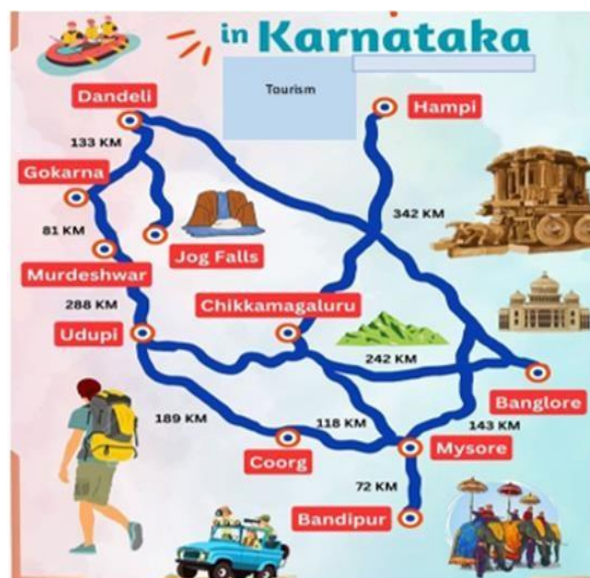 in Karnataka
Tourism
Dandeli
Hampi
133 KM
Gokarna
342 KM
81 KM
Jog Falls
Murdeshwar
288 KM
Chikkamagaluru
Udupi
242 KM
Banglore
189 KM
118 KM
143 KM
Coorg
Mysore
72 KM
Bandipur